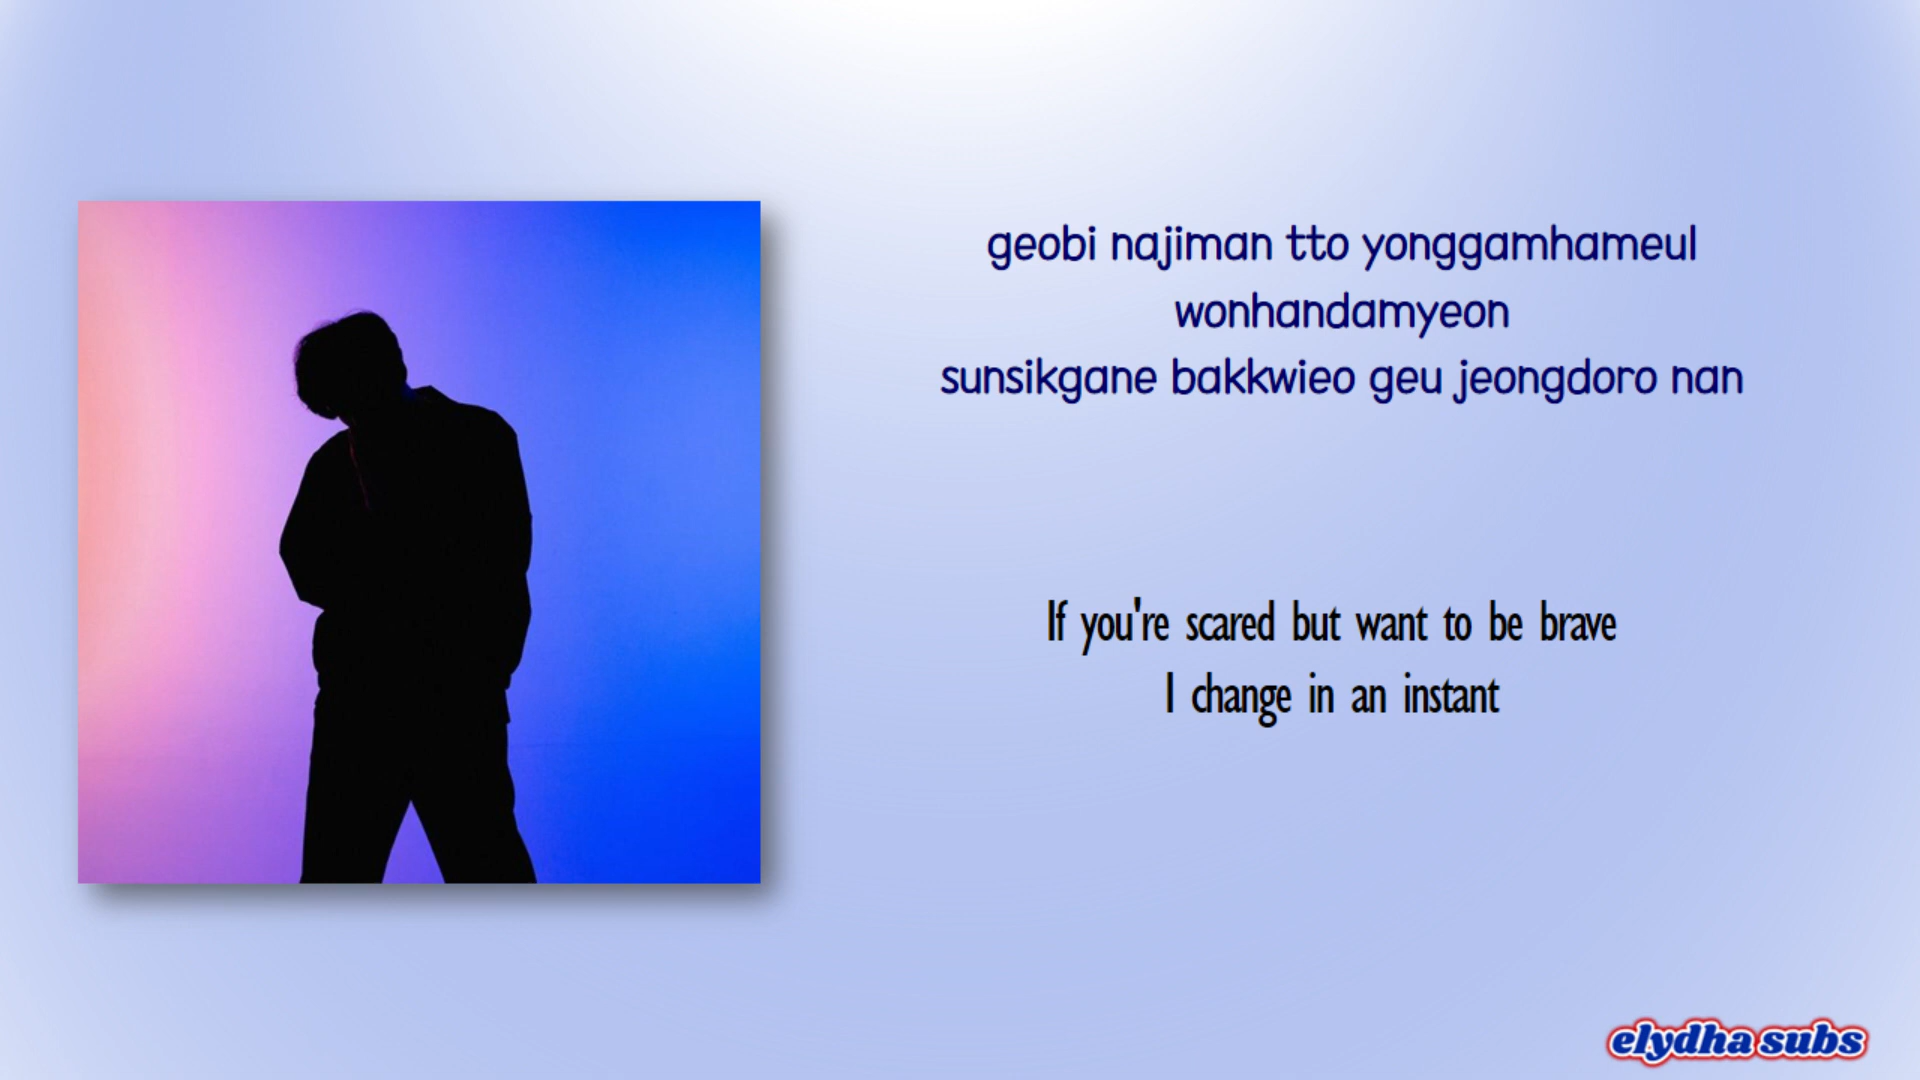 geobi najiman tto yonggamhameul
wonhandamyeon
sunsikgane bakkwieo geu jeongdoro nan
If you're scared but want to be brave
I change in an instant
elydha subs